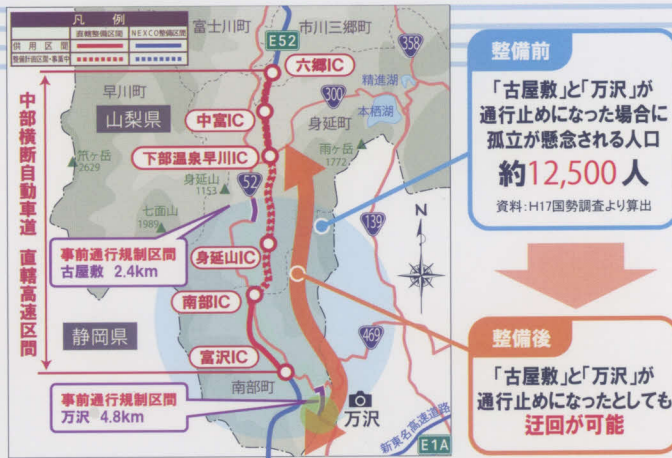 凡例
直轄整備区間
NEXCO整備区間
供用区間
整備計画区間・事業中
富士川町
市川三郷町
E52
358
六郷IC
精進湖
早川町
300
本栖湖
山梨県
中富IC
身延町
下部温泉早川IC
雨ヶ岳
1772
笊ヶ岳
2629
52
身延山
1153
七面山
1989
139
N
事前通行規制区間
古屋敷 2.4km
身延山IC
南部IC
静岡県
469
富沢IC
南部町
事前通行規制区間
万沢 4.8km
万沢
新東名高速道路
E1A
中部横断自動車道 直轄高速区間
整備前
「古屋敷」と「万沢」が
通行止めになった場合に
孤立が懸念される人口
約12,500人
資料:H17国勢調査より算出
整備後
「古屋敷」と「万沢」が
通行止めになったとしても
迂回が可能